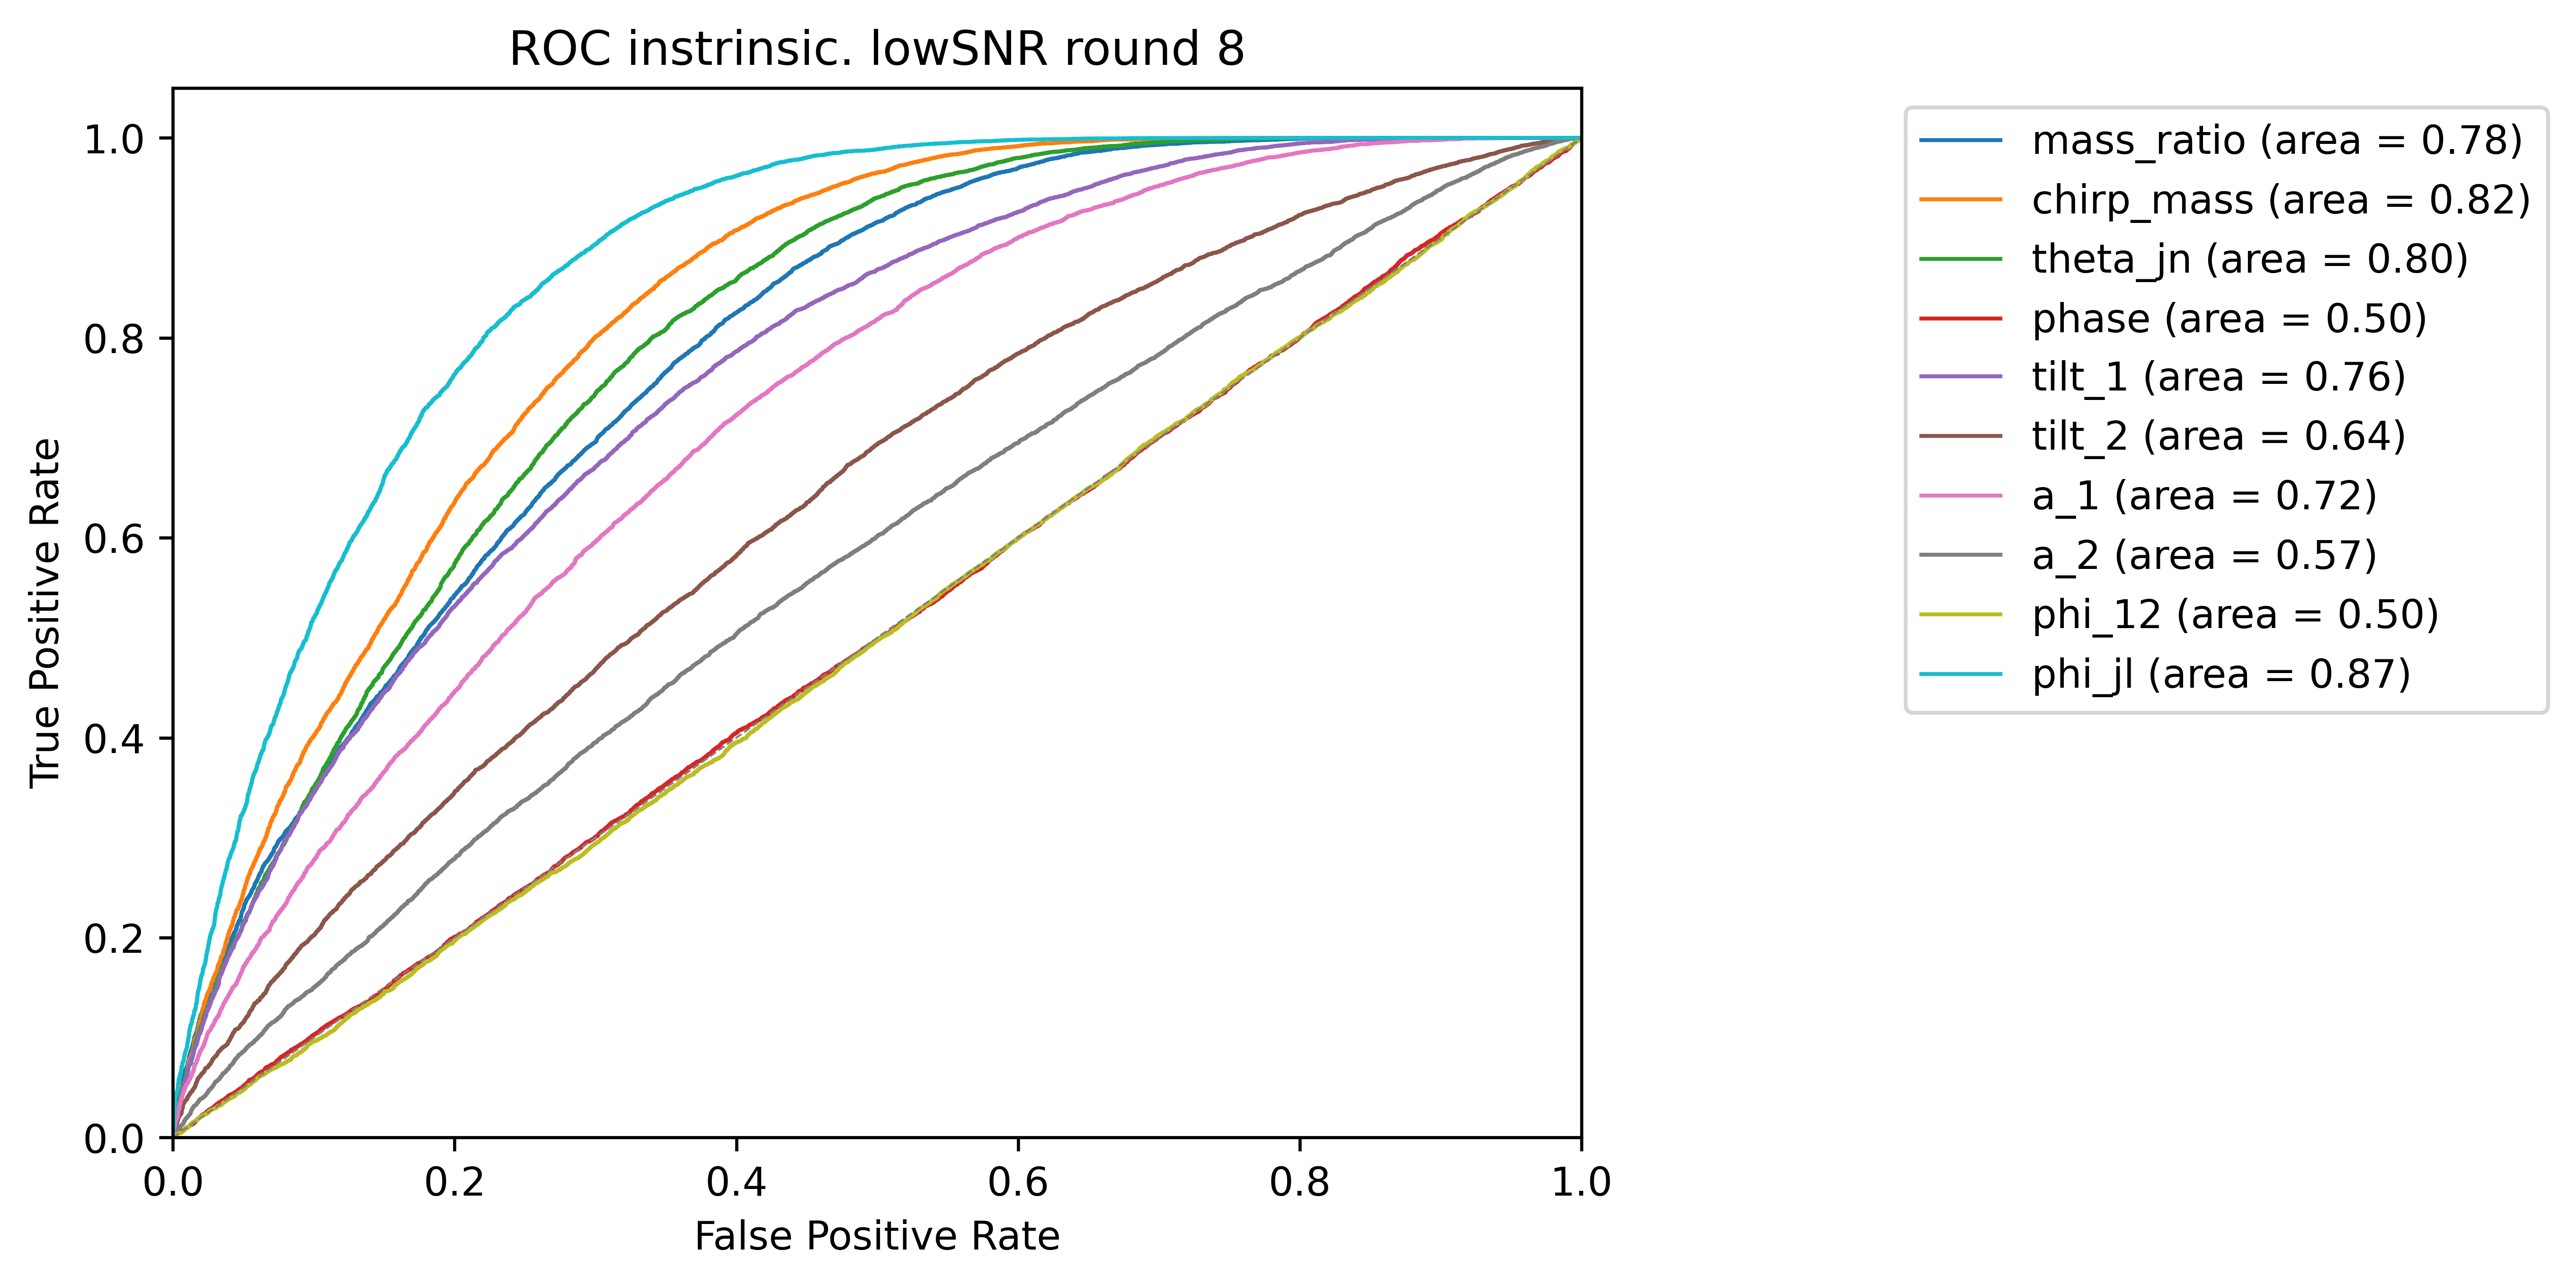 ROC instrinsic. lowSNR round 8
True Positive Rate
1.0
0.8
0.6
0.4
0.2
0.0
0.0 0.2 0.4 0.6 0.8 1.0
False Positive Rate
mass_ratio (area = 0.78)
chirp_mass (area = 0.82)
theta_jn (area = 0.80)
phase (area = 0.50)
tilt_1 (area = 0.76)
tilt_2 (area = 0.64)
a_1 (area = 0.72)
a_2 (area = 0.57)
phi_12 (area = 0.50)
phi_jl (area = 0.87)